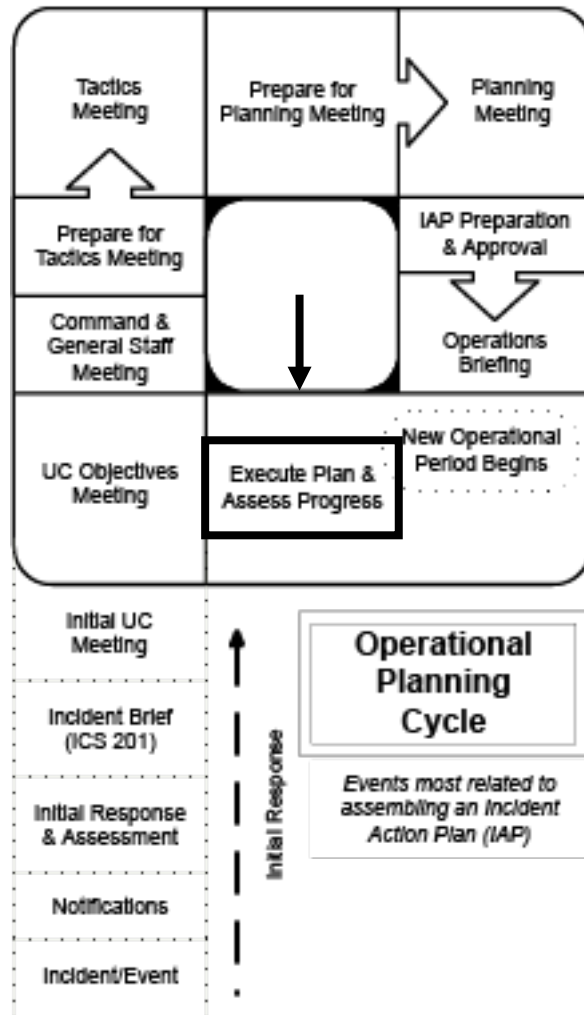 Tactics
Meeting
Prepare for
Planning Meeting
Planning
Meeting
Prepare for
Tactics Meeting
IAP Preparation
& Approval
Command &
General Staff
Meeting
Operations
Briefing
UC Objectives
Meeting
Execute Plan &
Assess Progress
New Operational
Period Begins
Initial UC
Meeting
Incident Brief
(ICS 201)
Initial Response
& Assessment
Notifications
Incident/Event
Initial Response
Operational
Planning
Cycle
Events most related to
assembling an Incident
Action Plan (IAP)